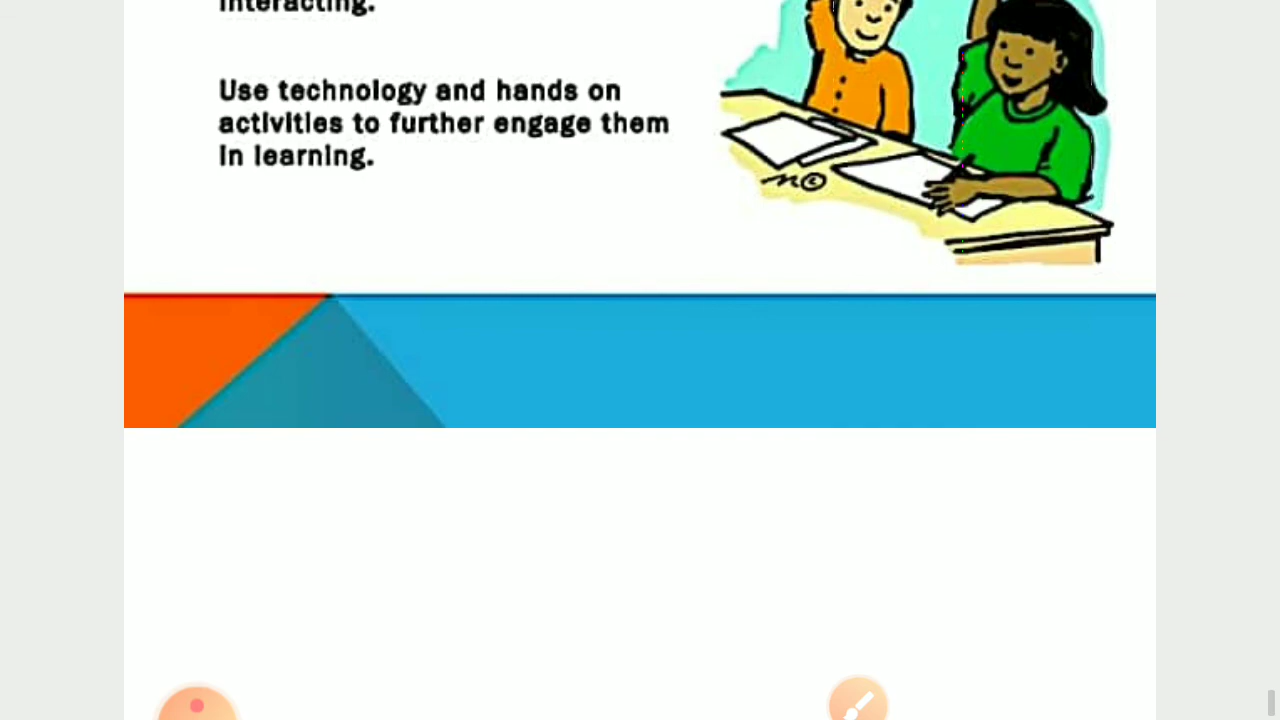 interacting.
Use technology and hands on
activities to further engage them
in learning.